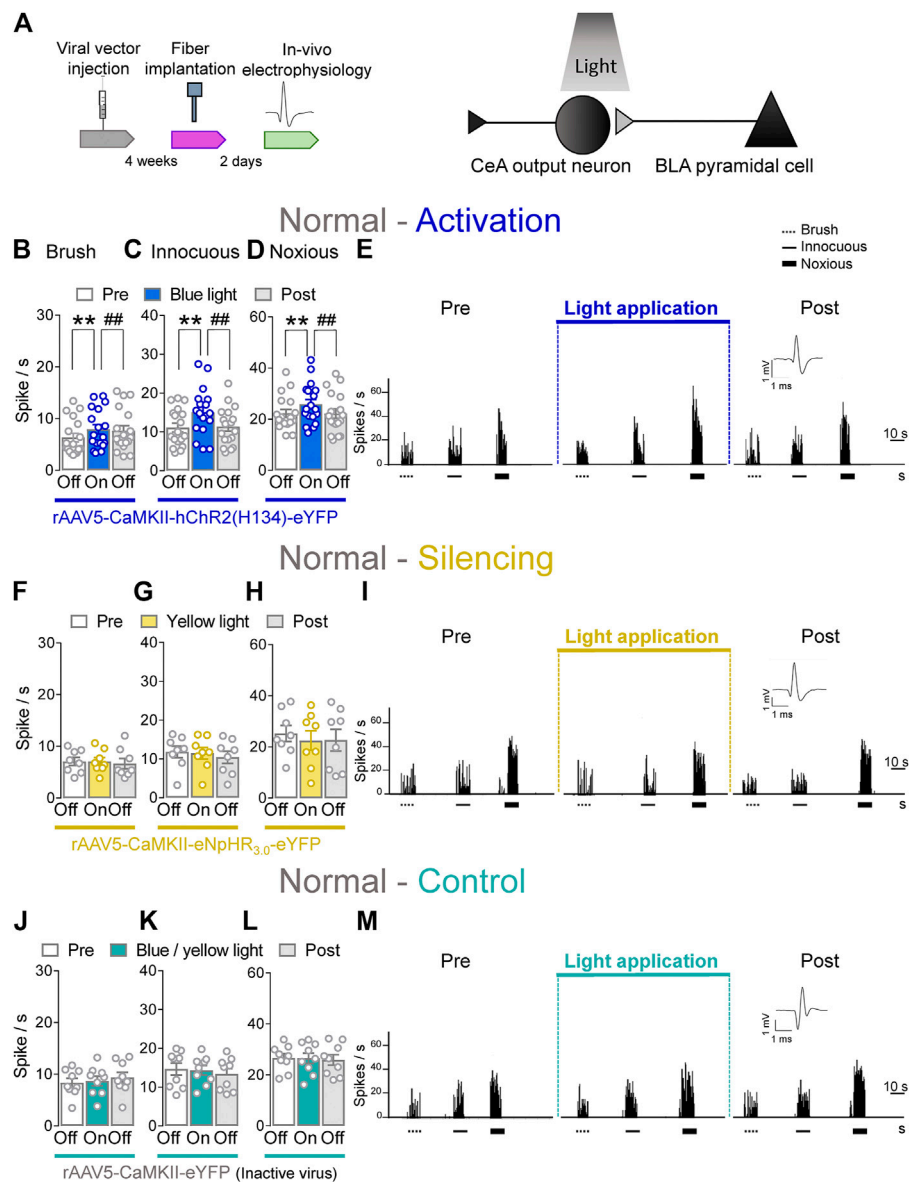 A
Viral vector injection
Fiber implantation
In-vivo electrophysiology
4 weeks
2 days
Light
CeA output neuron
BLA pyramidal cell
Normal - Activation
B Brush
C Innocuous
D Noxious
E
Brush
Innocuous
Noxious
Pre
Blue light
Post
Pre
Light application
Post
Spike / s
30
20
10
0
** ##
Off On Off
40
30
20
10
0
** ##
Off On Off
60
40
20
0
** ##
Off On Off
rAAV5-CaMKII-hChR2(H134)-eYFP
Spikes / s
60
40
20
0
1 mV
1 ms
10 s
s
Normal - Silencing
F
G
H
I
Pre
Yellow light
Post
Pre
Light application
Post
Spike / s
30
20
10
0
Off On Off
40
30
20
10
0
Off On Off
60
40
20
0
Off On Off
rAAV5-CaMKII-eNpHR3.0-eYFP
Spikes / s
60
40
20
0
1 mV
1 ms
10 s
s
Normal - Control
J
K
L
M
Pre
Blue / yellow light
Post
Pre
Light application
Post
Spike / s
30
20
10
0
Off On Off
40
30
20
10
0
Off On Off
60
40
20
0
Off On Off
rAAV5-CaMKII-eYFP (Inactive virus)
Spikes / s
60
40
20
0
1 mV
1 ms
10 s
s